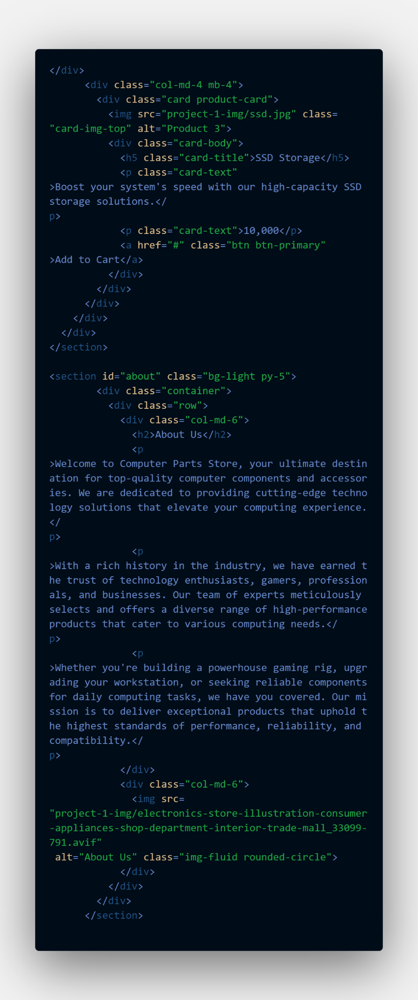 </div>
      <div class="col-md-4 mb-4">
        <div class="card product-card">
          <img src="project-1-img/ssd.jpg" class=
"card-img-top" alt="Product 3">
          <div class="card-body">
            <h5 class="card-title">SSD Storage</h5>
            <p class="card-text"
>Boost your system's speed with our high-capacity SSD
storage solutions.</
p>
            <p class="card-text">10,000</p>
            <a href="#" class="btn btn-primary"
>Add to Cart</a>
          </div>
        </div>
      </div>
    </div>
  </div>
</section>

<section id="about" class="bg-light py-5">
        <div class="container">
          <div class="row">
            <div class="col-md-6">
              <h2>About Us</h2>
              <p
>Welcome to Computer Parts Store, your ultimate destin
ation for top-quality computer components and accessor
ies. We are dedicated to providing cutting-edge techno
logy solutions that elevate your computing experience.
</
p>
              <p
>With a rich history in the industry, we have earned t
he trust of technology enthusiasts, gamers, profession
als, and businesses. Our team of experts meticulously
selects and offers a diverse range of high-performance
products that cater to various computing needs.</
p>
              <p
>Whether you're building a powerhouse gaming rig, upgr
ading your workstation, or seeking reliable components
for daily computing tasks, we have you covered. Our mi
ssion is to deliver exceptional products that uphold t
he highest standards of performance, reliability, and
compatibility.</
p>
            </div>
            <div class="col-md-6">
              <img src=
"project-1-img/electronics-store-illustration-consumer
-appliances-shop-department-interior-trade-mall_33099-
791.avif"
 alt="About Us" class="img-fluid rounded-circle">
            </div>
          </div>
        </div>
      </section>